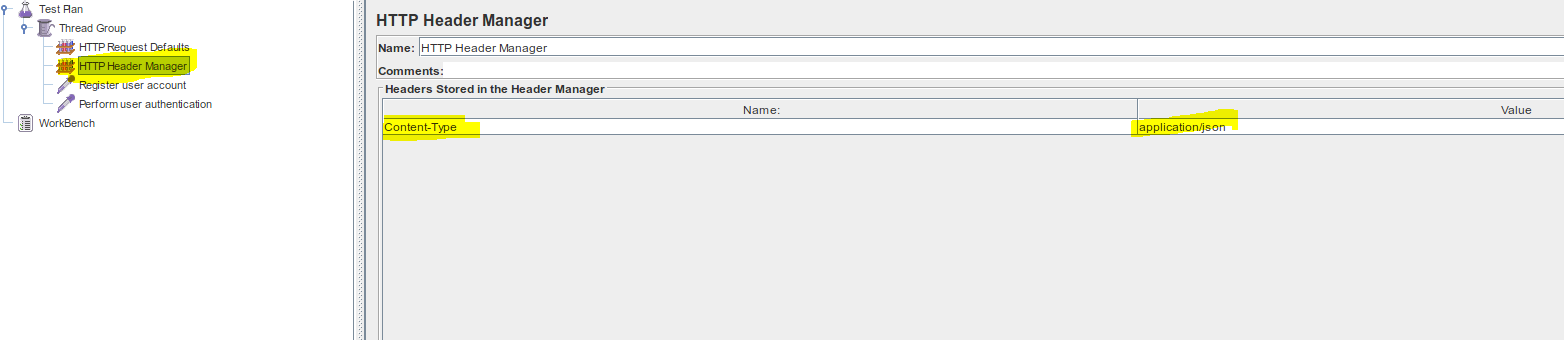 Test Plan
Thread Group
HTTP Request Defaults
HTTP Header Manager
Register user account
Perform user authentication
WorkBench
HTTP Header Manager
Name: HTTP Header Manager
Comments:
Headers Stored in the Header Manager
Name: Value
Content-Type application/json